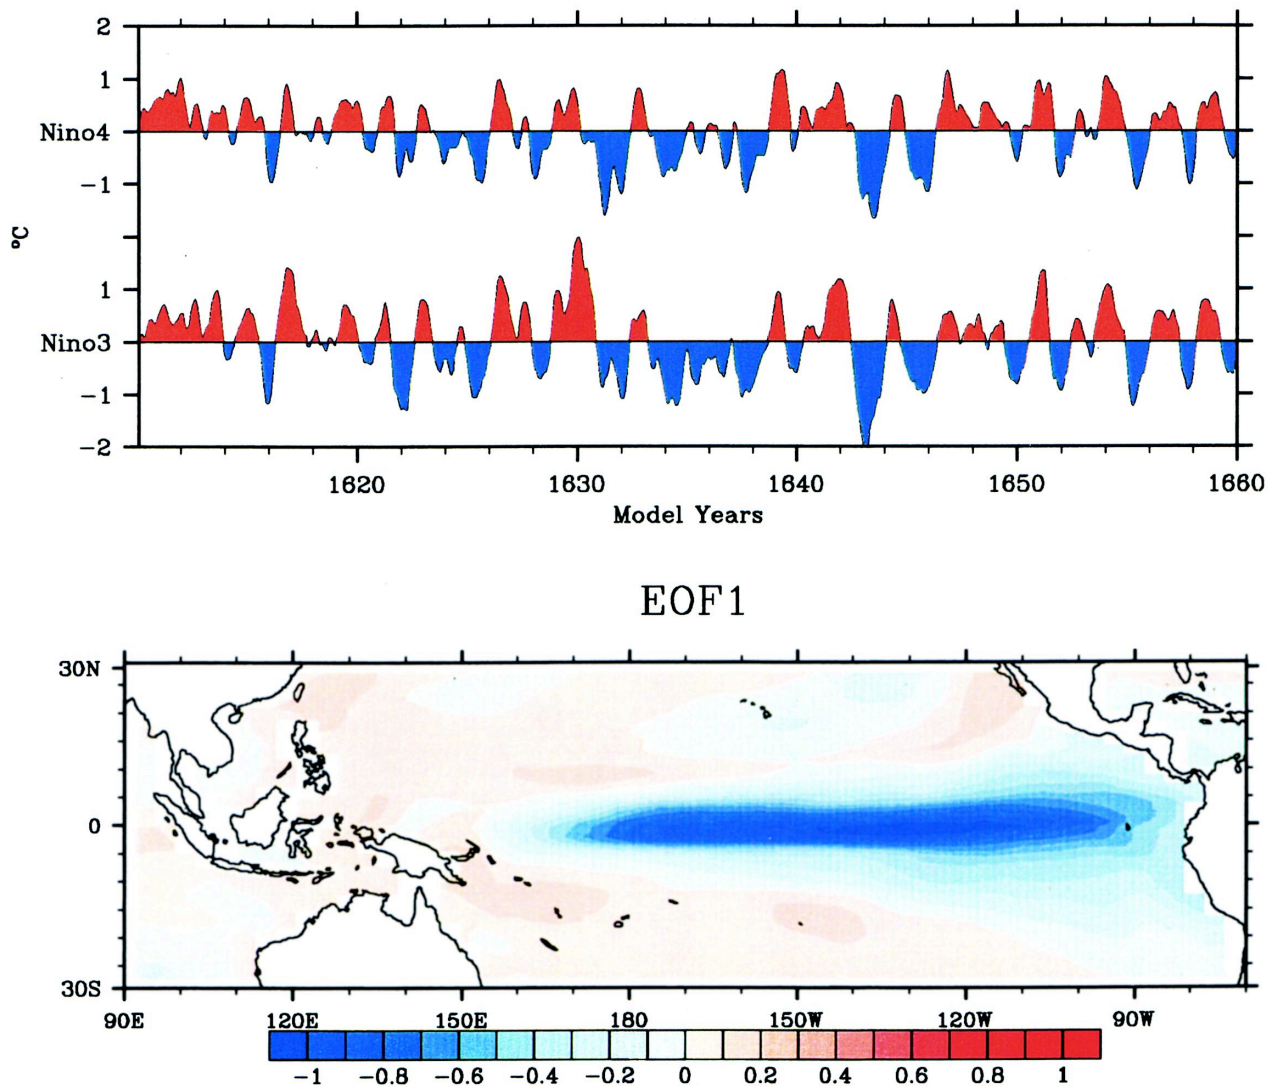 2
1
Nino4
-1
°C
1
Nino3
-1
-2
1620 1630 1640 1650 1660
Model Years
EOF1
30N
0
30S
90E 120E 150E 180 150W 120W 90W
-1 -0.8 -0.6 -0.4 -0.2 0 0.2 0.4 0.6 0.8 1